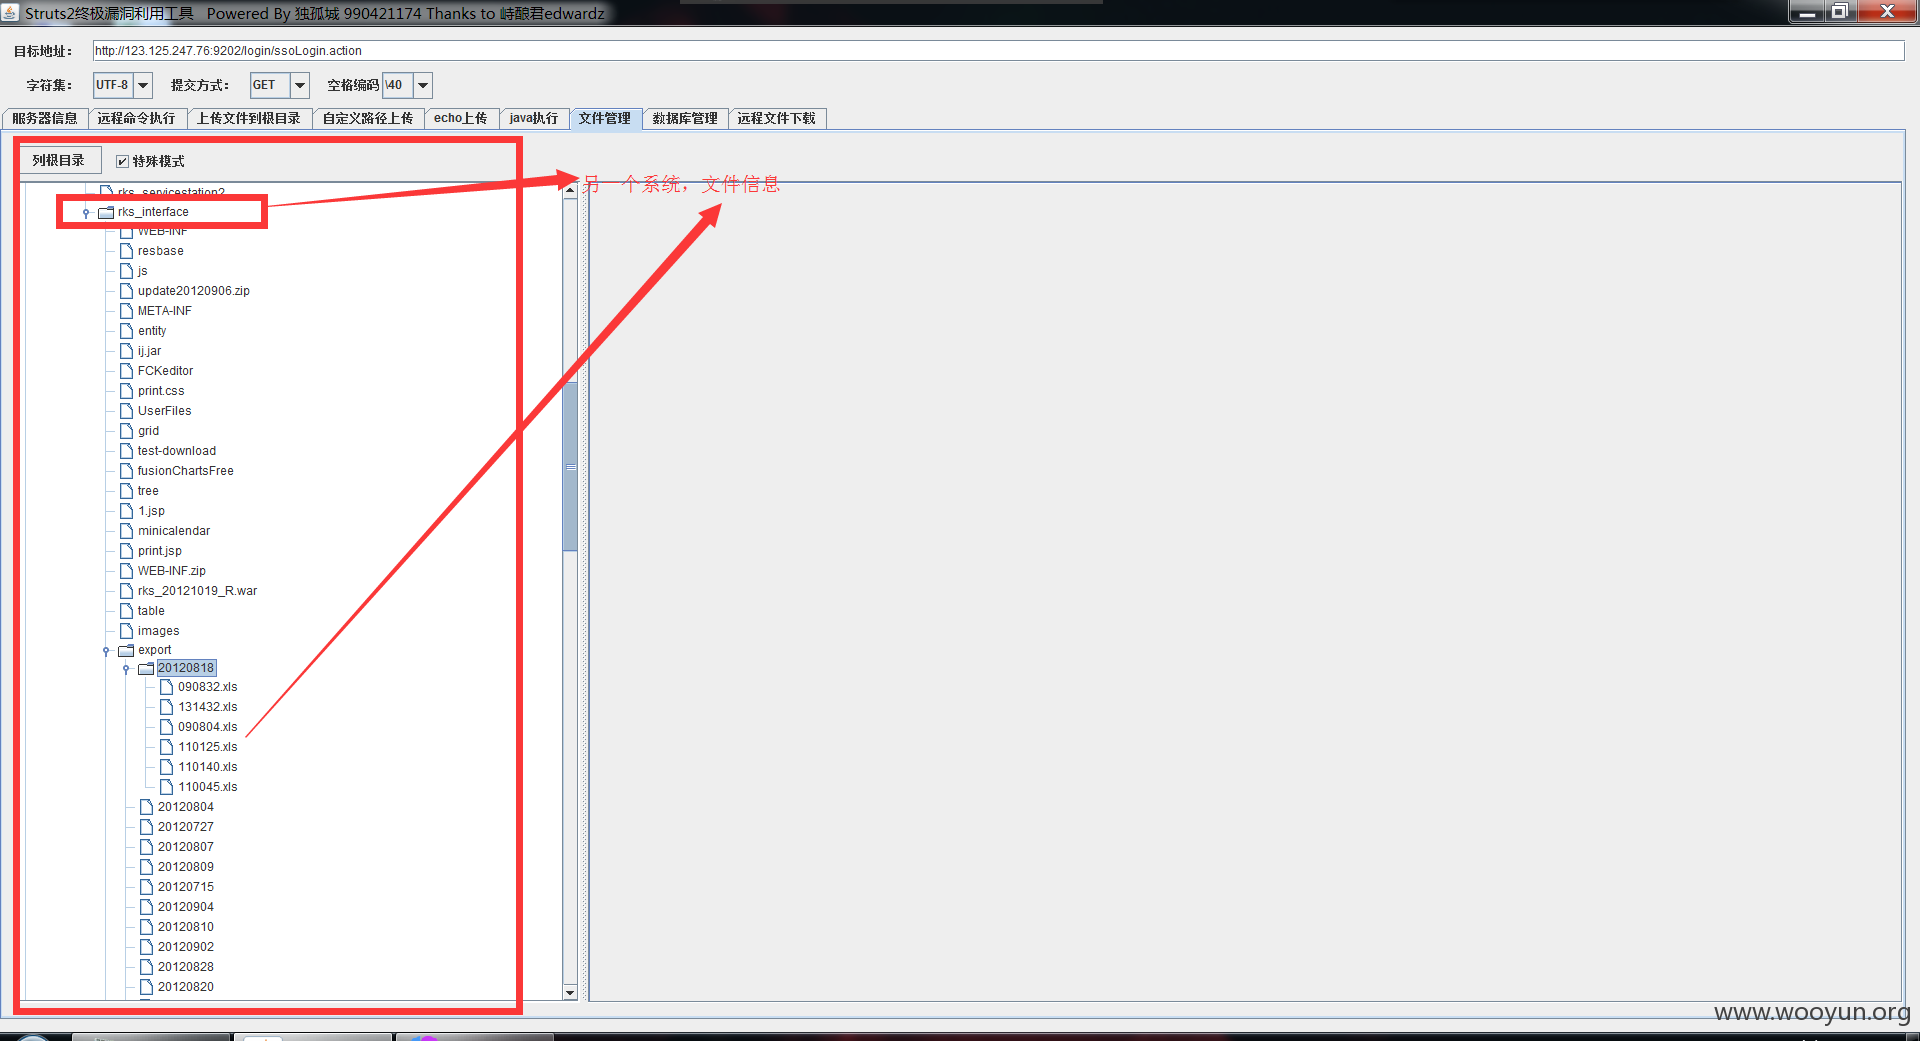 Struts2终极漏洞利用工具 Powered By 独孤城 990421174 Thanks to 峙酿君edwardz
目标地址： http://123.125.247.76:9202/login/ssoLogin.action
字符集： UTF-8 提交方式： GET 空格编码 \40
服务器信息 远程命令执行 上传文件到根目录 自定义路径上传 echo上传 java执行 文件管理 数据库管理 远程文件下载
列根目录 特殊模式
rks_servicestation2
另一个系统，文件信息
rks_interface
WEB-INF
resbase
js
update20120906.zip
META-INF
entity
ij.jar
FCKeditor
print.css
UserFiles
grid
test-download
fusionChartsFree
tree
1.jsp
minicalendar
print.jsp
WEB-INF.zip
rks_20121019_R.war
table
images
export
20120818
090832.xls
131432.xls
090804.xls
110125.xls
110140.xls
110045.xls
20120804
20120727
20120807
20120809
20120715
20120904
20120810
20120902
20120828
20120820
www.wooyun.org